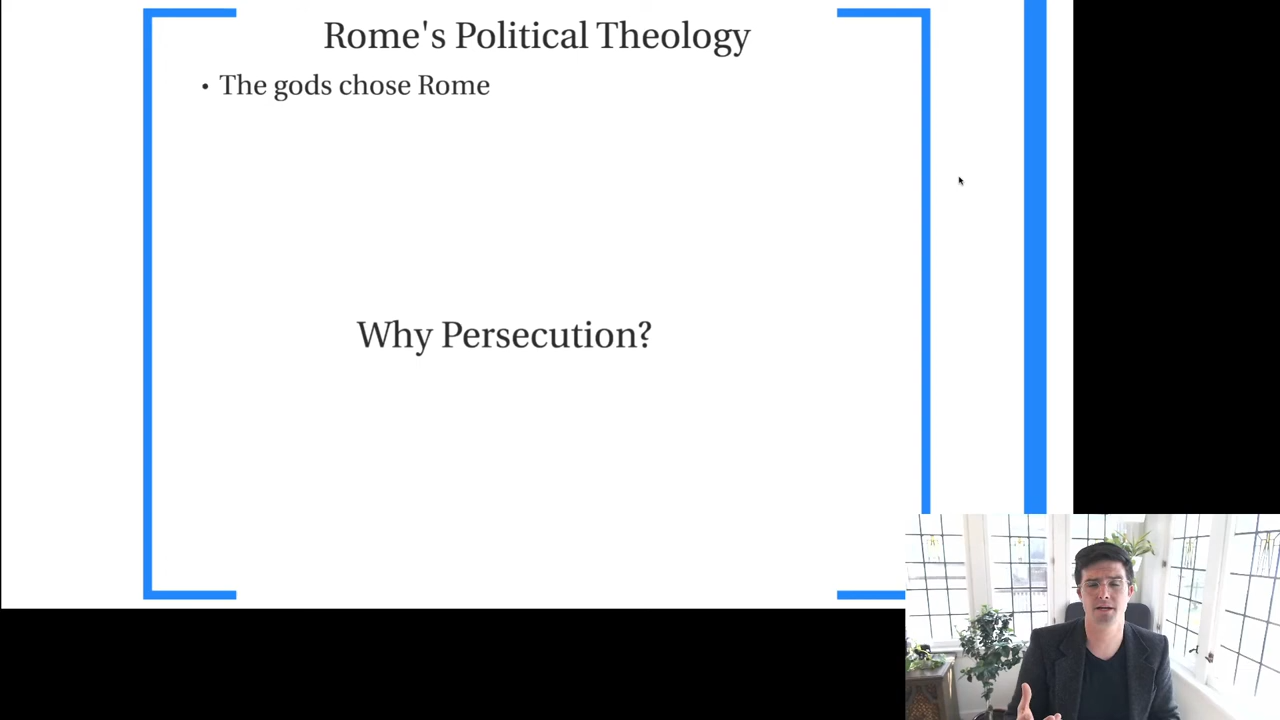 Rome's Political Theology
• The gods chose Rome
Why Persecution?